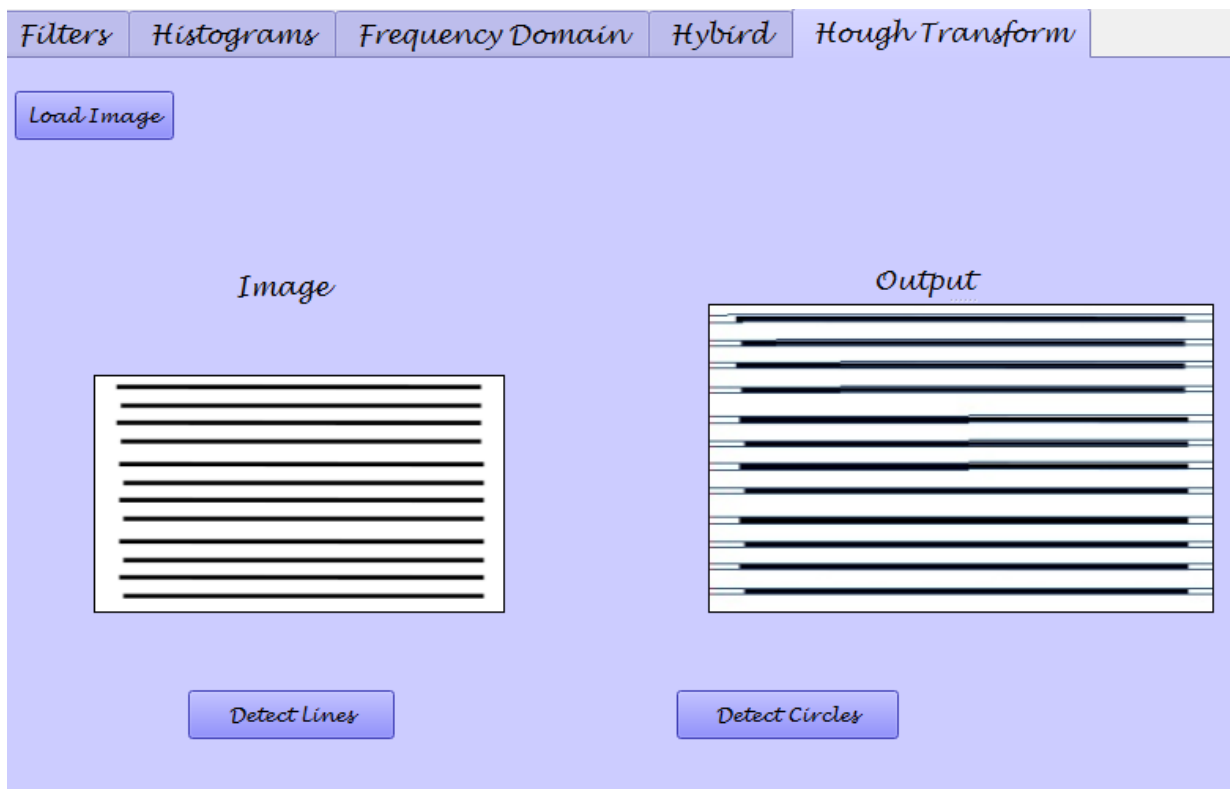 Filters Histograms Frequency Domain Hybird Hough Transform
Load Image
Image Output
Detect Lines Detect Circles